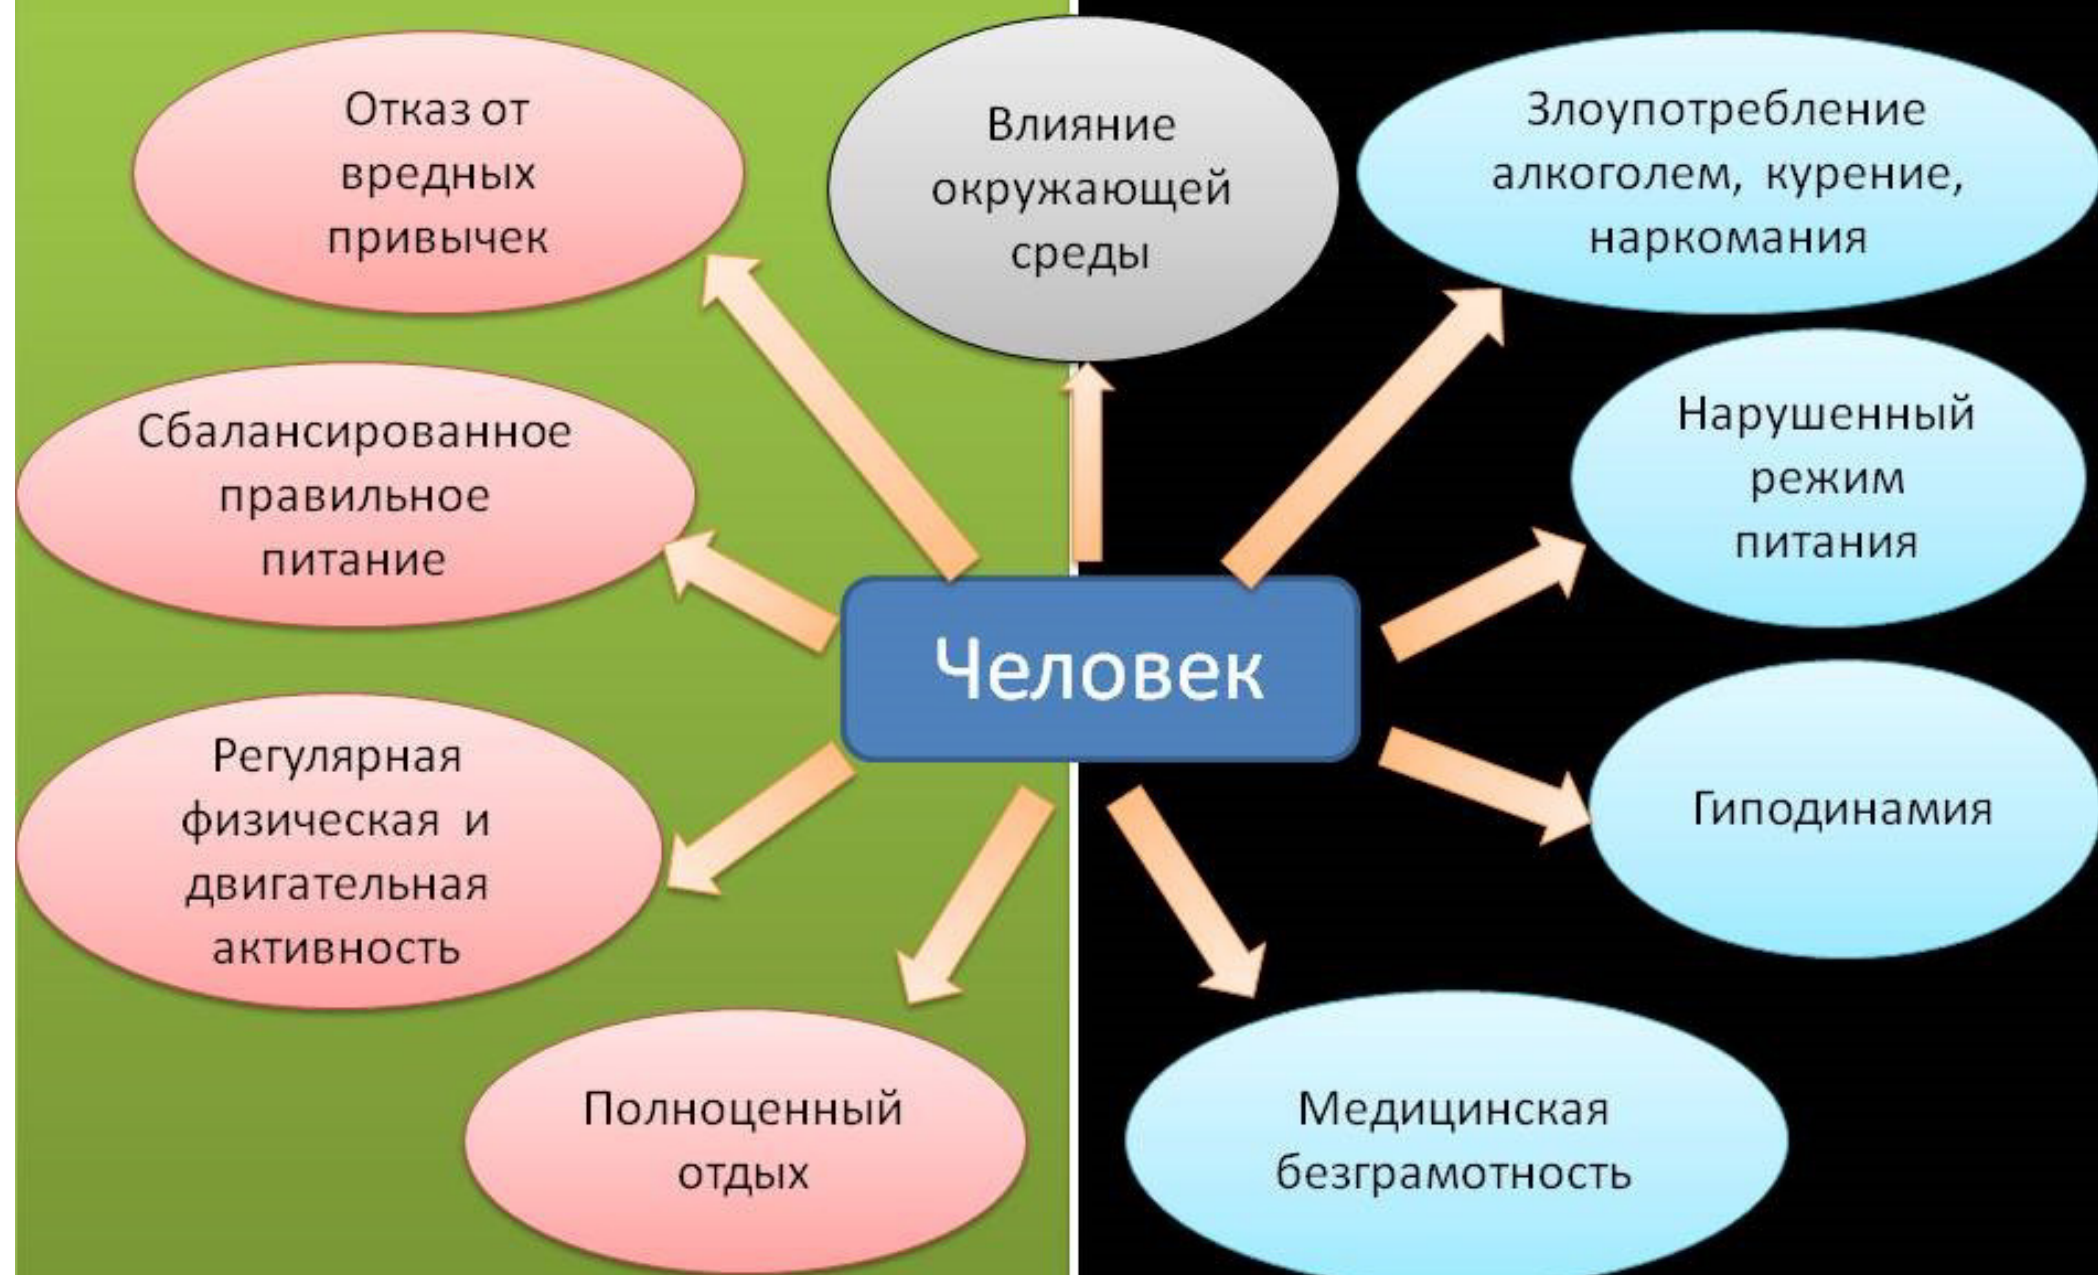 Отказ от
вредных
привычек
Влияние
окружающей
среды
Злоупотребление
алкоголем, курение,
наркомания
Сбалансированное
правильное
питание
Нарушенный
режим
питания
Человек
Регулярная
физическая и
двигательная
активность
Гиподинамия
Полноценный
отдых
Медицинская
безграмотность